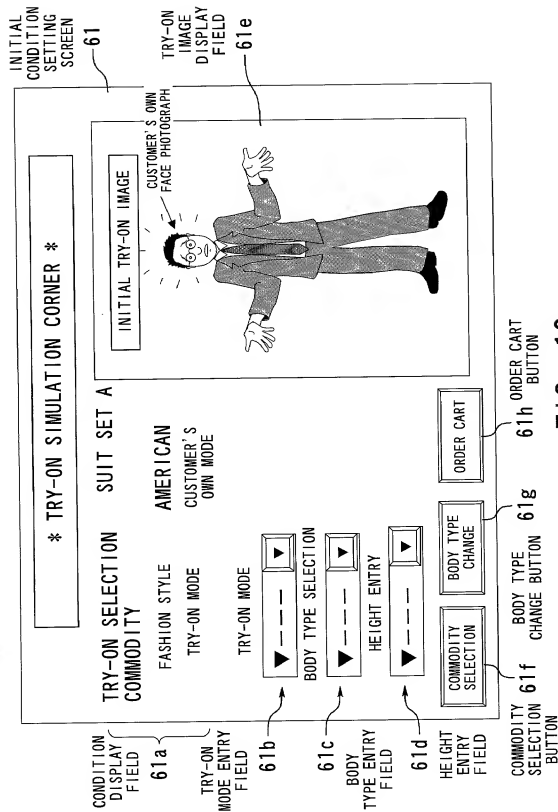 INITIAL
CONDITION
SETTING
SCREEN
61
* TRY-ON SIMULATION CORNER *
TRY-ON SELECTION
COMMODITY
SUIT SET A
FASHION STYLE
AMERICAN
TRY-ON MODE
CUSTOMER'S
OWN MODE
TRY-ON MODE
▼ ---- ▼
BODY TYPE SELECTION
▼ ---- ▼
HEIGHT ENTRY
▼ ---- ▼
COMMODITY
SELECTION
BODY TYPE
CHANGE
ORDER CART
INITIAL TRY-ON IMAGE
CUSTOMER'S OWN
FACE PHOTOGRAPH
TRY-ON
IMAGE
DISPLAY
FIELD
61e
CONDITION
DISPLAY
FIELD
61a
TRY-ON
MODE ENTRY
FIELD
61b
61c
BODY
TYPE ENTRY
FIELD
61d
HEIGHT
ENTRY
FIELD
61f
COMMODITY
SELECTION
BUTTON
BODY TYPE
CHANGE BUTTON
61g
61h
ORDER CART
BUTTON